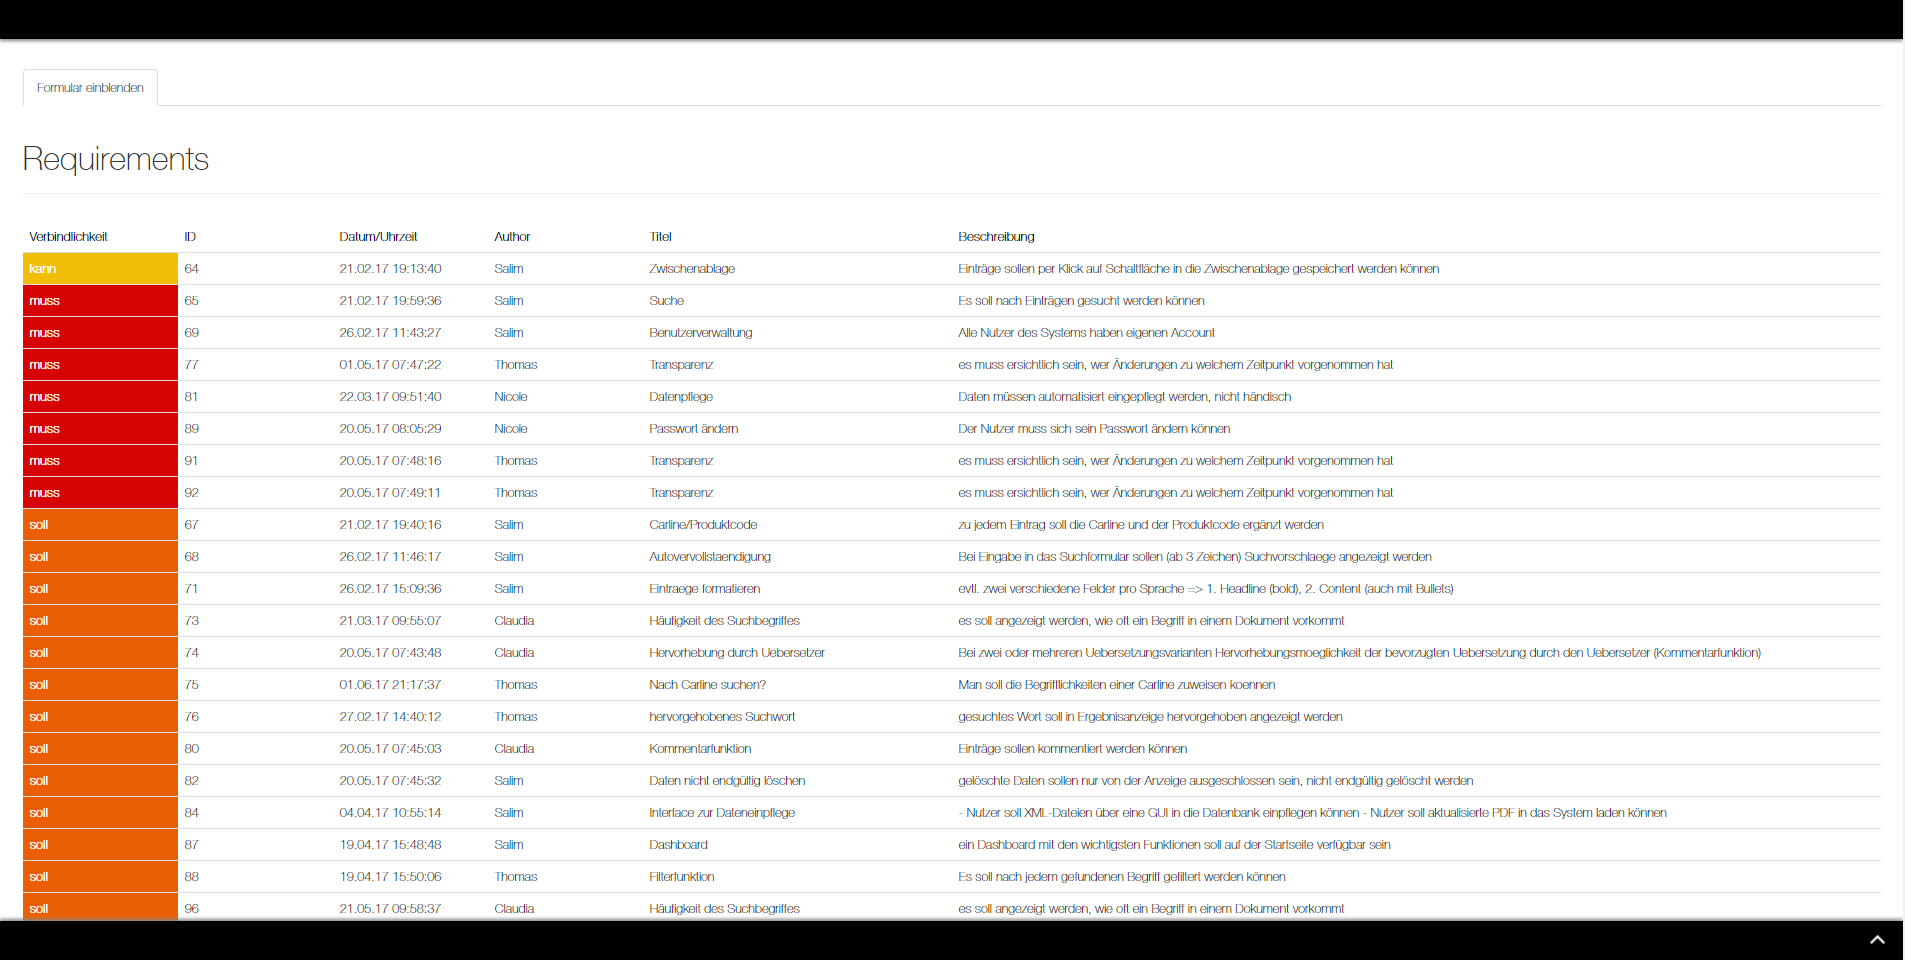 Formular einblenden
Requirements
Verbindlichkeit ID Datum/Uhrzeit Author Titel Beschreibung
kann 64 21.02.17 19:13:40 Salim Zwischenablage Einträge sollen per Klick auf Schaltfläche in die Zwischenablage gespeichert werden können
muss 65 21.02.17 19:59:36 Salim Suche Es soll nach Einträgen gesucht werden können
muss 69 26.02.17 11:43:27 Salim Benutzerverwaltung Alle Nutzer des Systems haben eigenen Account
muss 77 01.05.17 07:47:22 Thomas Transparenz es muss ersichtlich sein, wer Änderungen zu welchem Zeitpunkt vorgenommen hat
muss 81 22.03.17 09:51:40 Nicole Datenpflege Daten müssen automatisiert eingepflegt werden, nicht händisch
muss 89 20.05.17 08:05:29 Nicole Passwort ändern Der Nutzer muss sich sein Passwort ändern können
muss 91 20.05.17 07:48:16 Thomas Transparenz es muss ersichtlich sein, wer Änderungen zu welchem Zeitpunkt vorgenommen hat
muss 92 20.05.17 07:49:11 Thomas Transparenz es muss ersichtlich sein, wer Änderungen zu welchem Zeitpunkt vorgenommen hat
soll 67 21.02.17 19:40:16 Salim Carline/Produktcode zu jedem Eintrag soll die Carline und der Produktcode ergänzt werden
soll 68 26.02.17 11:46:17 Salim Autovervollstaendigung Bei Eingabe in das Suchformular sollen (ab 3 Zeichen) Suchvorschlaege angezeigt werden
soll 71 26.02.17 15:09:36 Salim Eintraege formatieren evtl. zwei verschiedene Felder pro Sprache => 1. Headline (bold), 2. Content (auch mit Bullets)
soll 73 21.03.17 09:55:07 Claudia Häufigkeit des Suchbegriffes es soll angezeigt werden, wie oft ein Begriff in einem Dokument vorkommt
soll 74 20.05.17 07:43:48 Claudia Hervorhebung durch Uebersetzer Bei zwei oder mehreren Uebersetzungsvarianten Hervorhebungsmoeglichkeit der bevorzugten Uebersetzung durch den Uebersetzer (Kommentarfunktion)
soll 75 01.06.17 21:17:37 Thomas Nach Carline suchen? Man soll die Begrifflichkeiten einer Carline zuweisen koennen
soll 76 27.02.17 14:40:12 Thomas hervorgehobenes Suchwort gesuchtes Wort soll in Ergebnisanzeige hervorgehoben angezeigt werden
soll 80 20.05.17 07:45:03 Claudia Kommentarfunktion Einträge sollen kommentiert werden können
soll 82 20.05.17 07:45:32 Salim Daten nicht endgültig löschen gelöschte Daten sollen nur von der Anzeige ausgeschlossen sein, nicht endgültig gelöscht werden
soll 84 04.04.17 10:55:14 Salim Interface zur Dateneinpflege - Nutzer soll XML-Dateien über eine GUI in die Datenbank einpflegen können - Nutzer soll aktualisierte PDF in das System laden können
soll 87 19.04.17 15:48:48 Salim Dashboard ein Dashboard mit den wichtigsten Funktionen soll auf der Startseite verfügbar sein
soll 88 19.04.17 15:50:06 Thomas Filterfunktion Es soll nach jedem gefundenen Begriff gefiltert werden können
soll 96 21.05.17 09:58:37 Claudia Häufigkeit des Suchbegriffes es soll angezeigt werden, wie oft ein Begriff in einem Dokument vorkommt